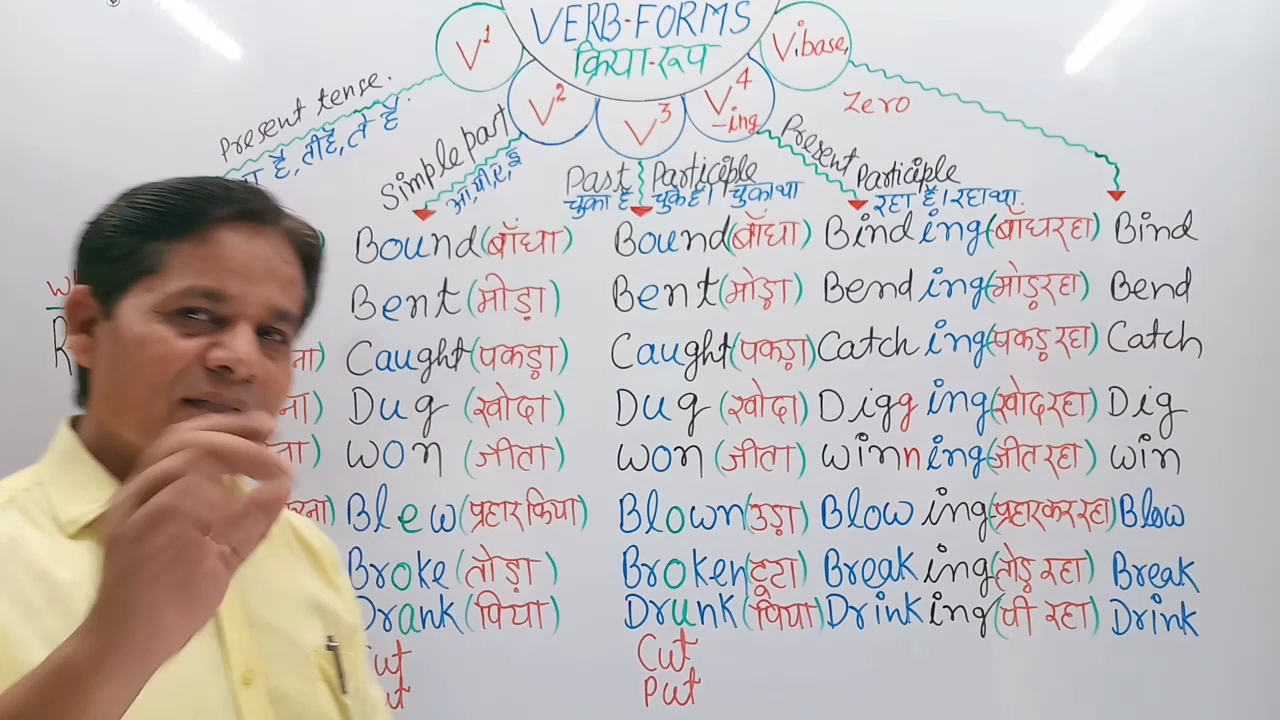 VERB-FORMS
क्रिया-रूप
V¹
V²
V³
V⁴
-ing
V.base,
Zero
Present tense.
है, ती है, ते हैं.
Simple past
आ, यी, ए, ई
Past Participle
चुका है चुके हैं। चुका था
Present Participle
रहा है। रहा था.
Bound (बाँधा) Bound (बाँधा) Binding (बाँध रहा) Bind
Bent (मोड़ा) Bent (मोड़ा) Bending (मोड़ रहा) Bend
ना) Caught (पकड़ा) Caught (पकड़ा) Catching (पकड़ रहा) Catch
ना) Dug (खोदा) Dug (खोदा) Digging (खोद रहा) Dig
ना) Won (जीता) Won (जीता) Winning (जीत रहा) Win
रना) Blew (प्रहार किया) Blown (उड़ा) Blowing (प्रहार कर रहा) Blow
Broke (तोड़ा) Broken (टूटा) Breaking (तोड़ रहा) Break
Drank (पिया) Drunk (पिया) Drinking (पी रहा) Drink
Cut
Put